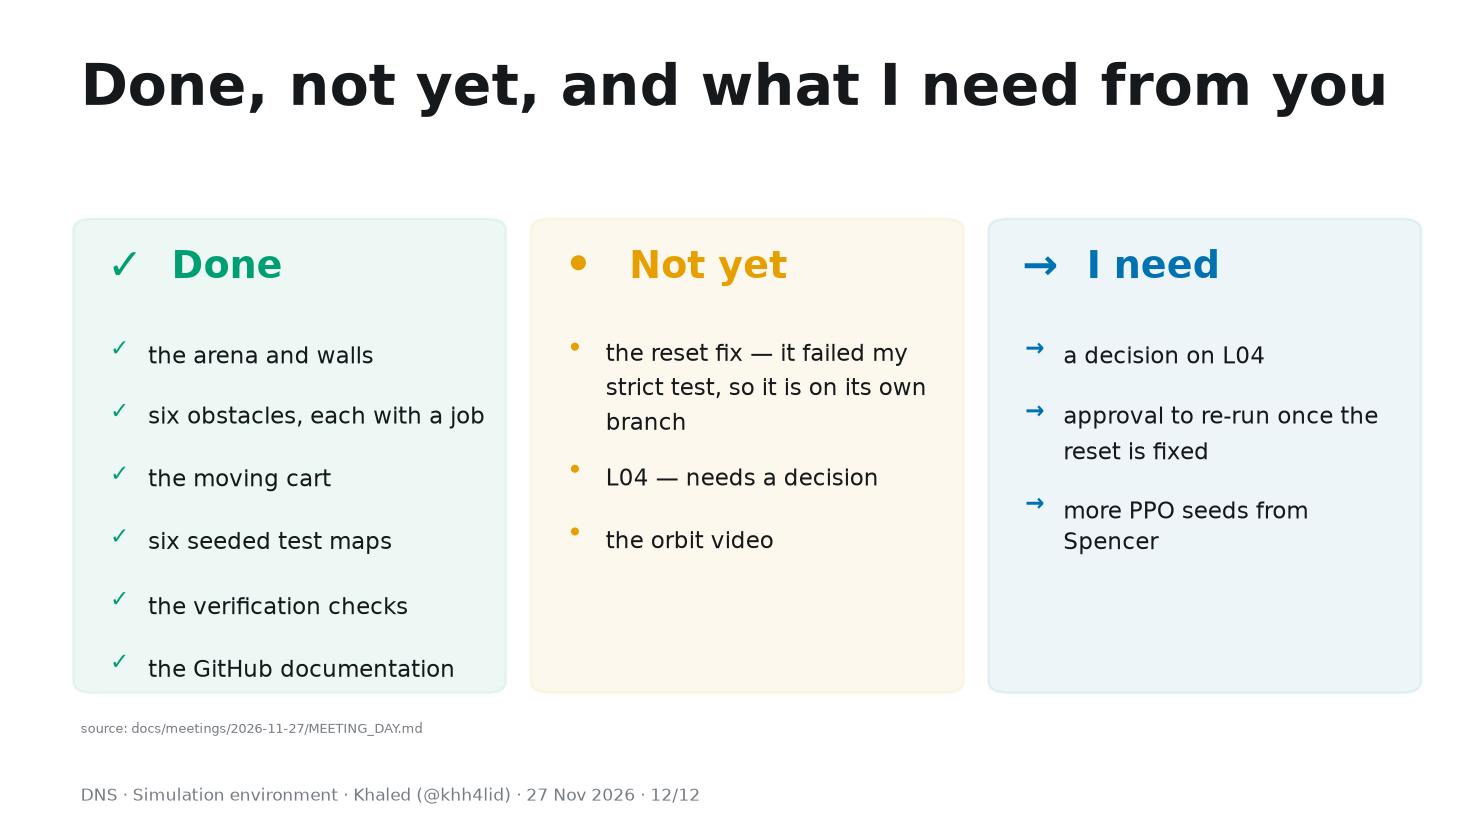 Done, not yet, and what I need from you
✓ Done
✓ the arena and walls
✓ six obstacles, each with a job
✓ the moving cart
✓ six seeded test maps
✓ the verification checks
✓ the GitHub documentation
• Not yet
• the reset fix — it failed my
strict test, so it is on its own
branch
• L04 — needs a decision
• the orbit video
→ I need
→ a decision on L04
→ approval to re-run once the
reset is fixed
→ more PPO seeds from
Spencer
source: docs/meetings/2026-11-27/MEETING_DAY.md
DNS · Simulation environment · Khaled (@khh4lid) · 27 Nov 2026 · 12/12